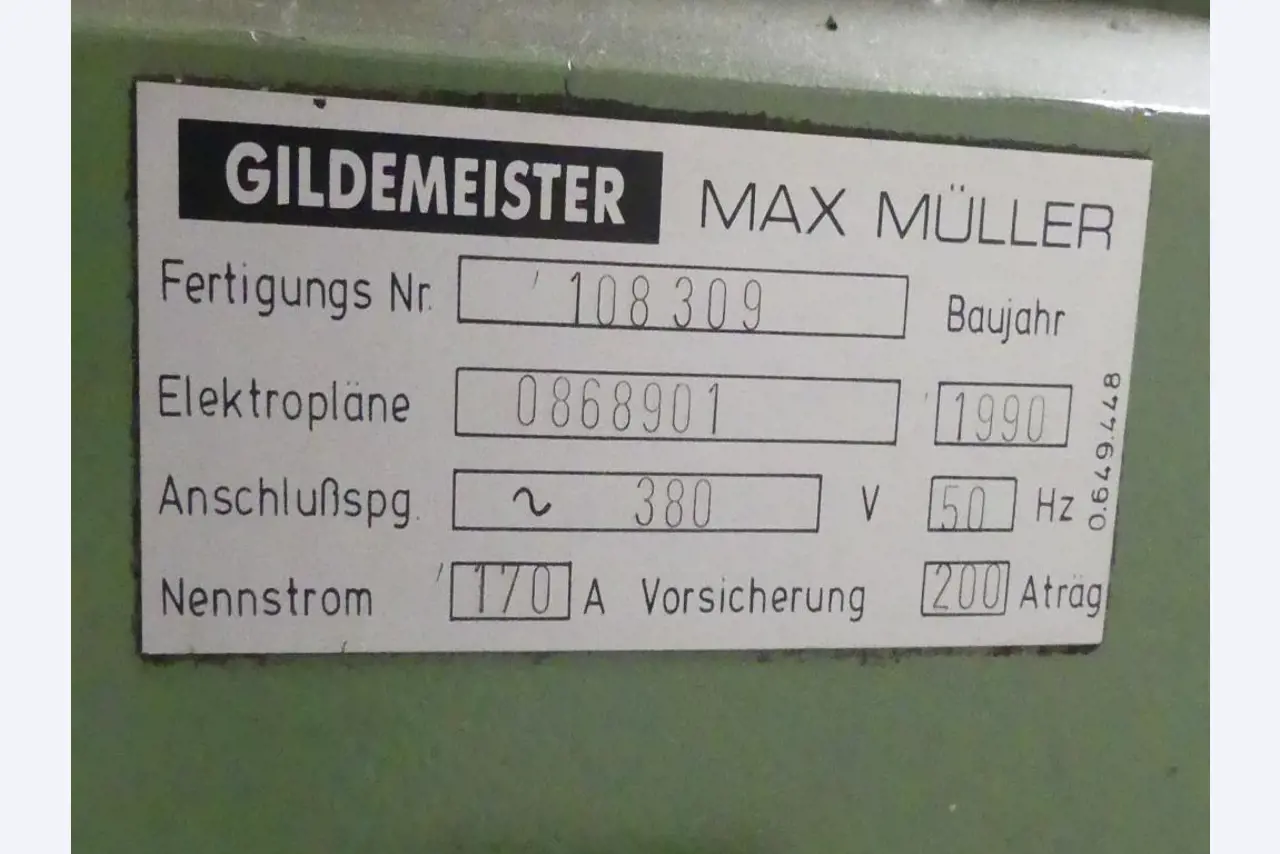 GILDEMEISTER MAX MÜLLER
Fertigungs Nr. 108 309 Baujahr
Elektropläne 0868901 1990
Anschlußspg. ~ 380 V 50 Hz
Nennstrom 170 A Vorsicherung 200 Aträg
0.649.448